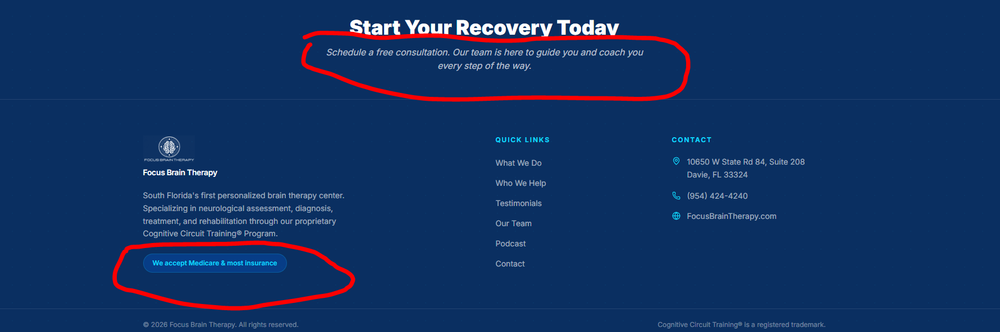 Start Your Recovery Today
Schedule a free consultation. Our team is here to guide you and coach you
every step of the way.
FOCUS BRAIN THERAPY
Focus Brain Therapy
South Florida's first personalized brain therapy center.
Specializing in neurological assessment, diagnosis,
treatment, and rehabilitation through our proprietary
Cognitive Circuit Training® Program.
We accept Medicare & most insurance
QUICK LINKS
What We Do
Who We Help
Testimonials
Our Team
Podcast
Contact
CONTACT
10650 W State Rd 84, Suite 208
Davie, FL 33324
(954) 424-4240
FocusBrainTherapy.com
© 2026 Focus Brain Therapy. All rights reserved.
Cognitive Circuit Training® is a registered trademark.